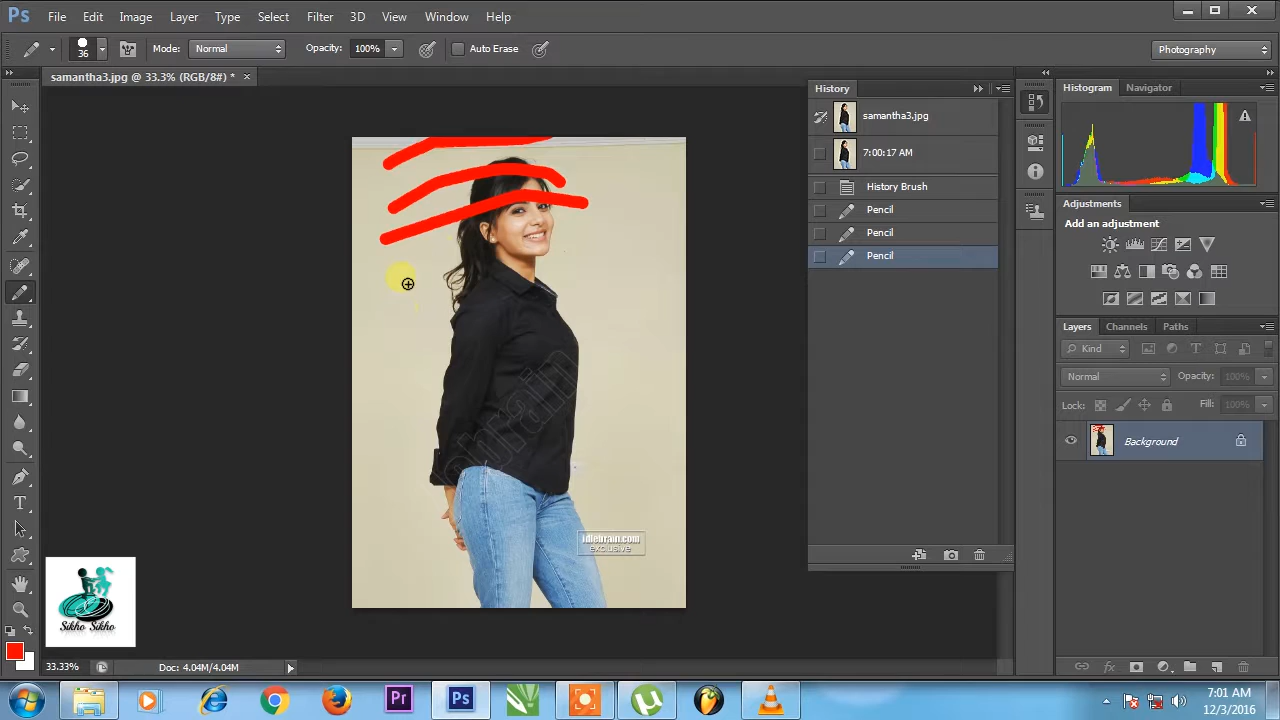 Ps File Edit Image Layer Type Select Filter 3D View Window Help
36 Mode: Normal Opacity: 100% Auto Erase Photography
samantha3.jpg @ 33.3% (RGB/8#) * ×
History
samantha3.jpg
7:00:17 AM
History Brush
Pencil
Pencil
Pencil
Histogram Navigator
Adjustments
Add an adjustment
Layers Channels Paths
Kind
Normal Opacity: 100%
Lock: Fill: 100%
Background
idlebrain.com
exclusive
Sikho Sikho
33.33% Doc: 4.04M/4.04M
Pr Ps
7:01 AM
12/3/2016